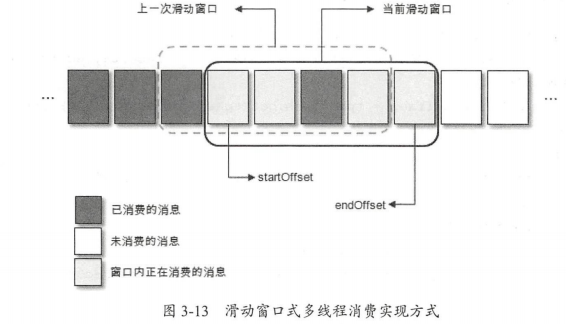 上一次滑动窗口 当前滑动窗口
... ...
startOffset
endOffset
已消费的消息
未消费的消息
窗口内正在消费的消息
图 3-13 滑动窗口式多线程消费实现方式